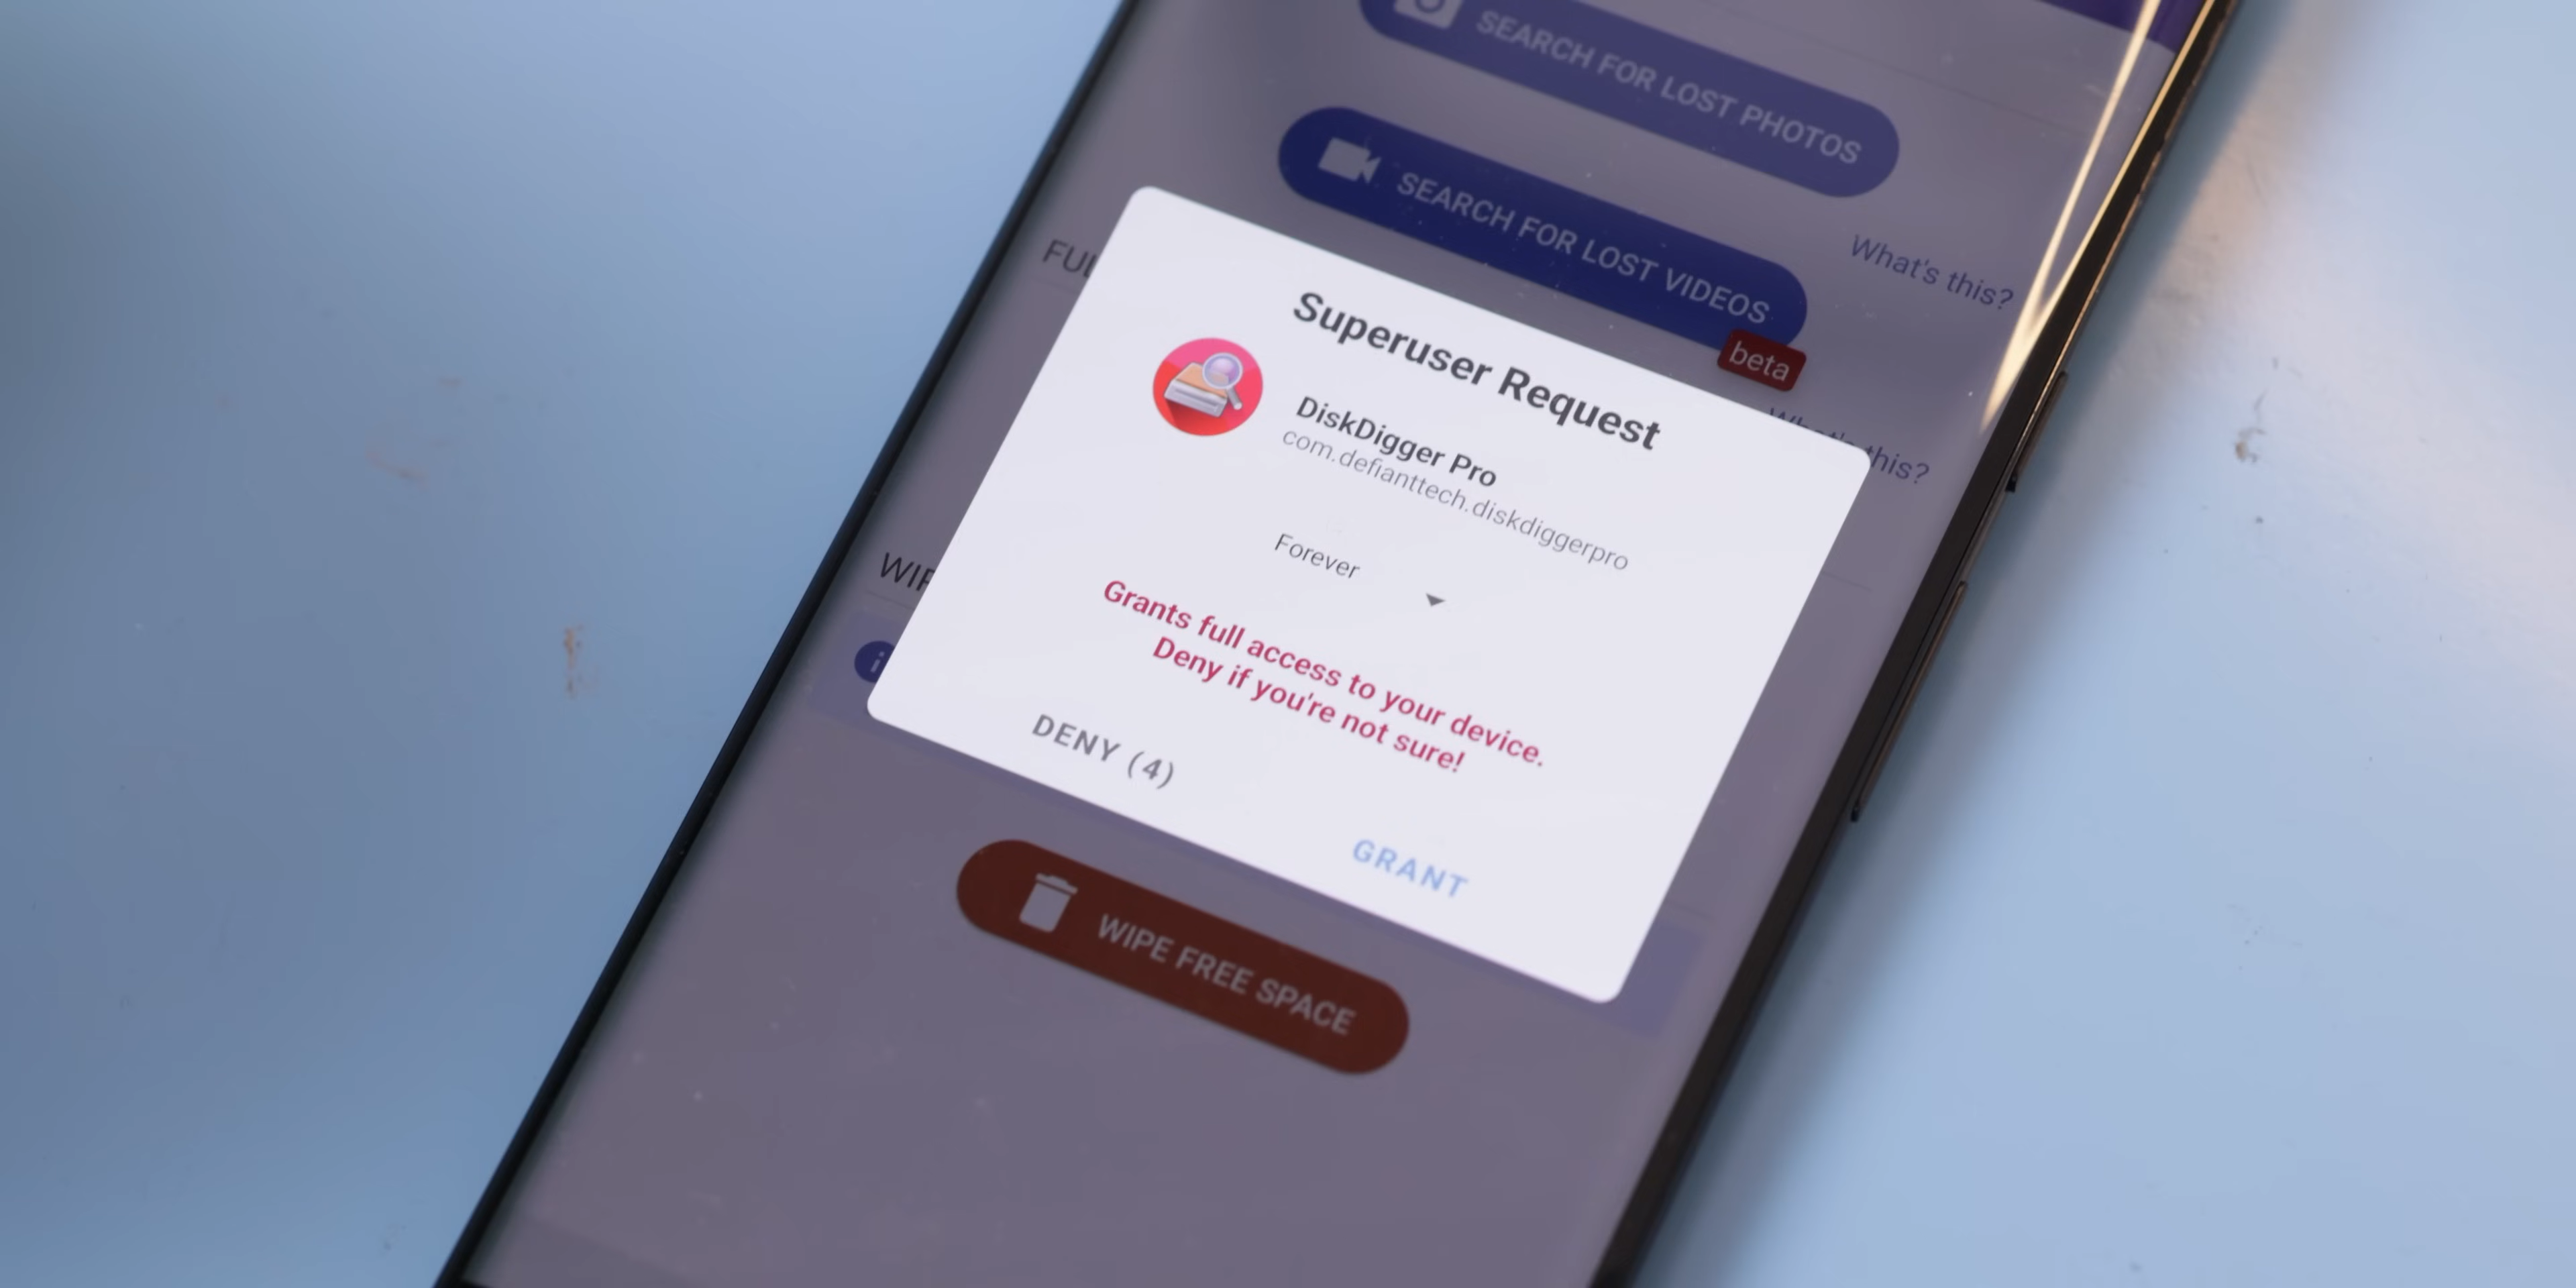 SEARCH FOR LOST PHOTOS
What's this?
SEARCH FOR LOST VIDEOS
beta
this?
Superuser Request
DiskDigger Pro
com.defianttech.diskdiggerpro
Forever
Grants full access to your device.
Deny if you're not sure!
DENY (4)
GRANT
WIPE FREE SPACE